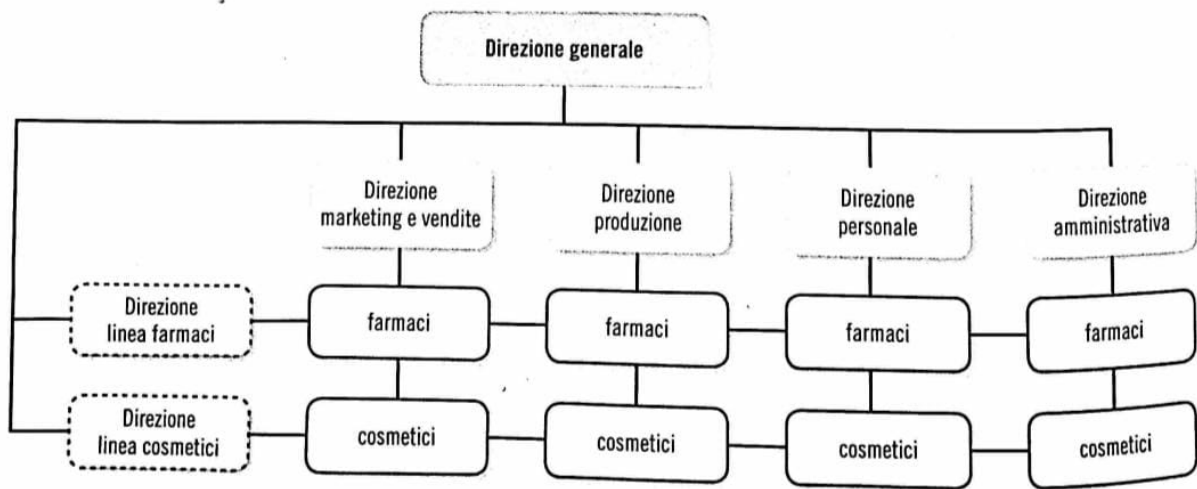 Direzione generale
Direzione
marketing e vendite
Direzione
produzione
Direzione
personale
Direzione
amministrativa
Direzione
linea farmaci
farmaci
farmaci
farmaci
farmaci
Direzione
linea cosmetici
cosmetici
cosmetici
cosmetici
cosmetici